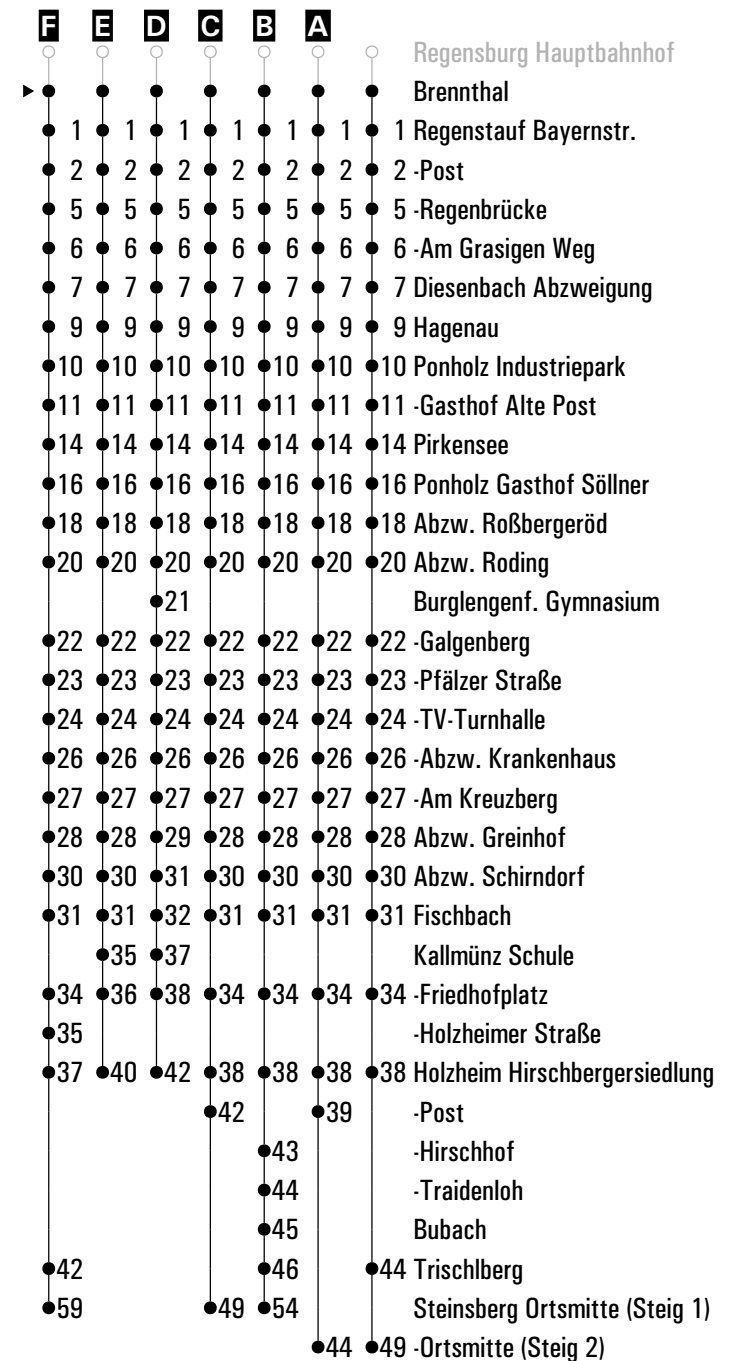 F E D C B A
Regensburg Hauptbahnhof
Brennthal
1 1 1 1 1 1 1 Regenstauf Bayernstr.
2 2 2 2 2 2 2 -Post
5 5 5 5 5 5 5 -Regenbrücke
6 6 6 6 6 6 6 -Am Grasigen Weg
7 7 7 7 7 7 7 Diesenbach Abzweigung
9 9 9 9 9 9 9 Hagenau
10 10 10 10 10 10 10 Ponholz Industriepark
11 11 11 11 11 11 11 -Gasthof Alte Post
14 14 14 14 14 14 14 Pirkensee
16 16 16 16 16 16 16 Ponholz Gasthof Söllner
18 18 18 18 18 18 18 Abzw. Roßbergeröd
20 20 20 20 20 20 20 Abzw. Roding
21 Burglengenf. Gymnasium
22 22 22 22 22 22 22 -Galgenberg
23 23 23 23 23 23 23 -Pfälzer Straße
24 24 24 24 24 24 24 -TV-Turnhalle
26 26 26 26 26 26 26 -Abzw. Krankenhaus
27 27 27 27 27 27 27 -Am Kreuzberg
28 28 29 28 28 28 28 Abzw. Greinhof
30 30 31 30 30 30 30 Abzw. Schirndorf
31 31 32 31 31 31 31 Fischbach
35 37 Kallmünz Schule
34 36 38 34 34 34 34 -Friedhofplatz
35 -Holzheimer Straße
37 40 42 38 38 38 38 Holzheim Hirschbergersiedlung
42 39 -Post
43 -Hirschhof
44 -Traidenloh
45 Bubach
42 46 44 Trischlberg
59 49 54 Steinsberg Ortsmitte (Steig 1)
44 49 -Ortsmitte (Steig 2)